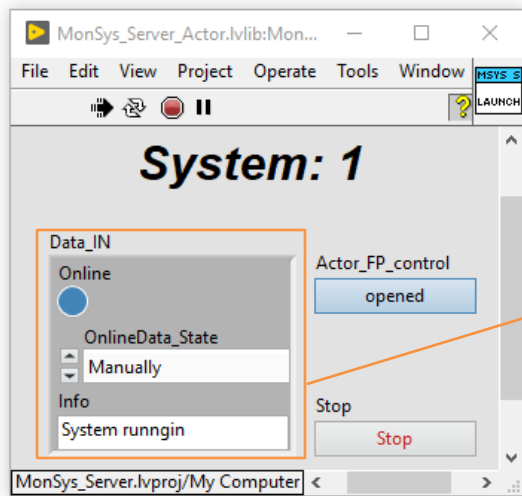 MonSys_Server_Actor.lvlib:Mon...
File Edit View Project Operate Tools Window
MSYS S
LAUNCH
System: 1
Data_IN
Online
Actor_FP_control
opened
OnlineData_State
Manually
Info
System runngin
Stop
Stop
MonSys_Server.lvproj/My Computer